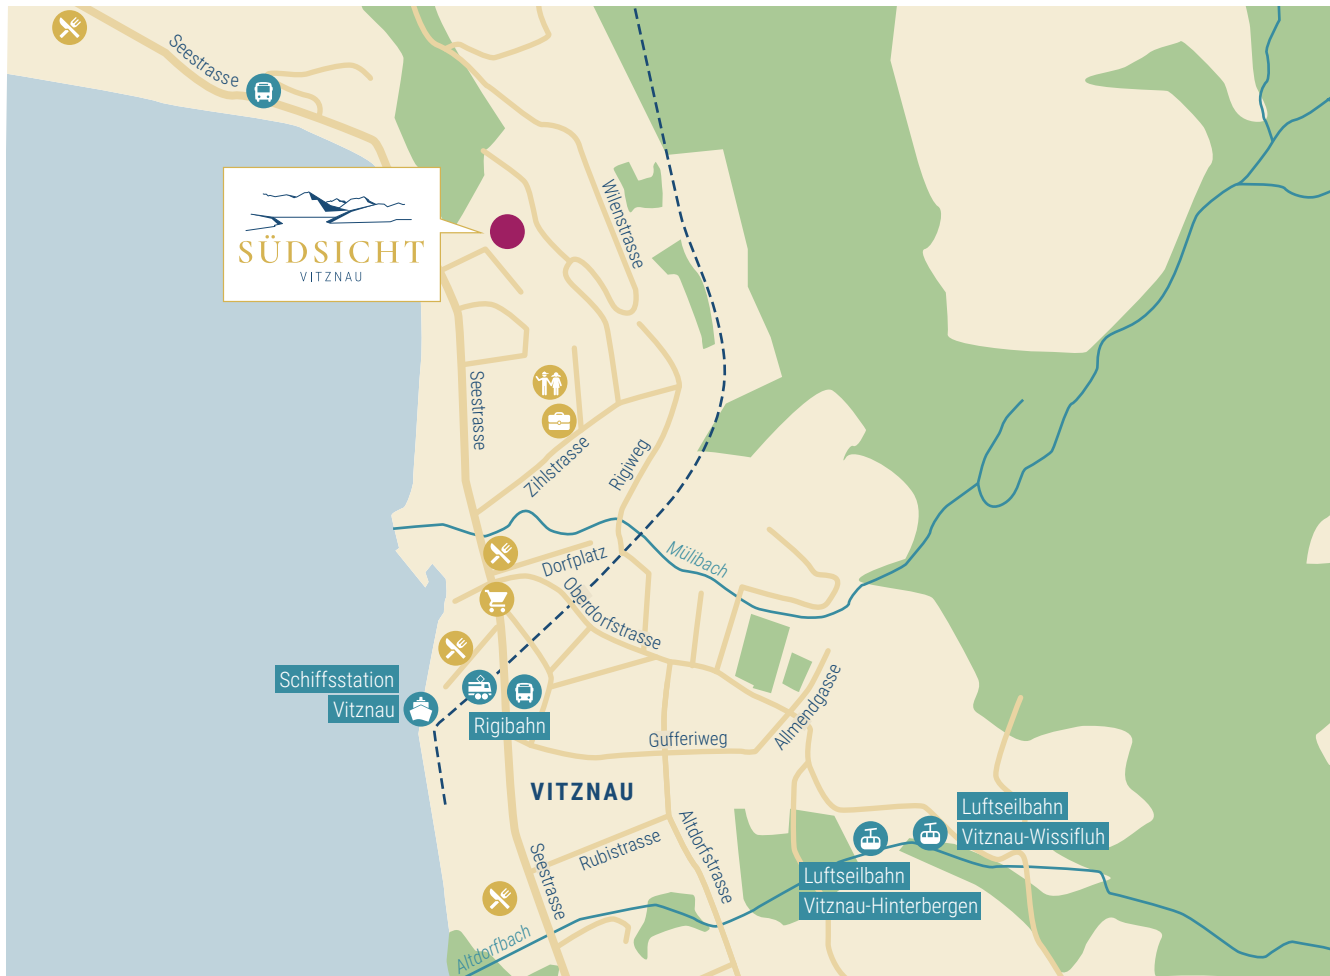 Seestrasse
SÜDSICHT
VITZNAU
Wilenstrasse
Seestrasse
Zihlstrasse
Rigiweg
Dorfplatz
Mülibach
Oberdorfstrasse
Schiffsstation
Vitznau
Rigibahn
Gufferiweg
Allmendgasse
VITZNAU
Luftseilbahn
Vitznau-Wissifluh
Rubistrasse
Altdorfstrasse
Seestrasse
Luftseilbahn
Vitznau-Hinterbergen
Altdorfbach